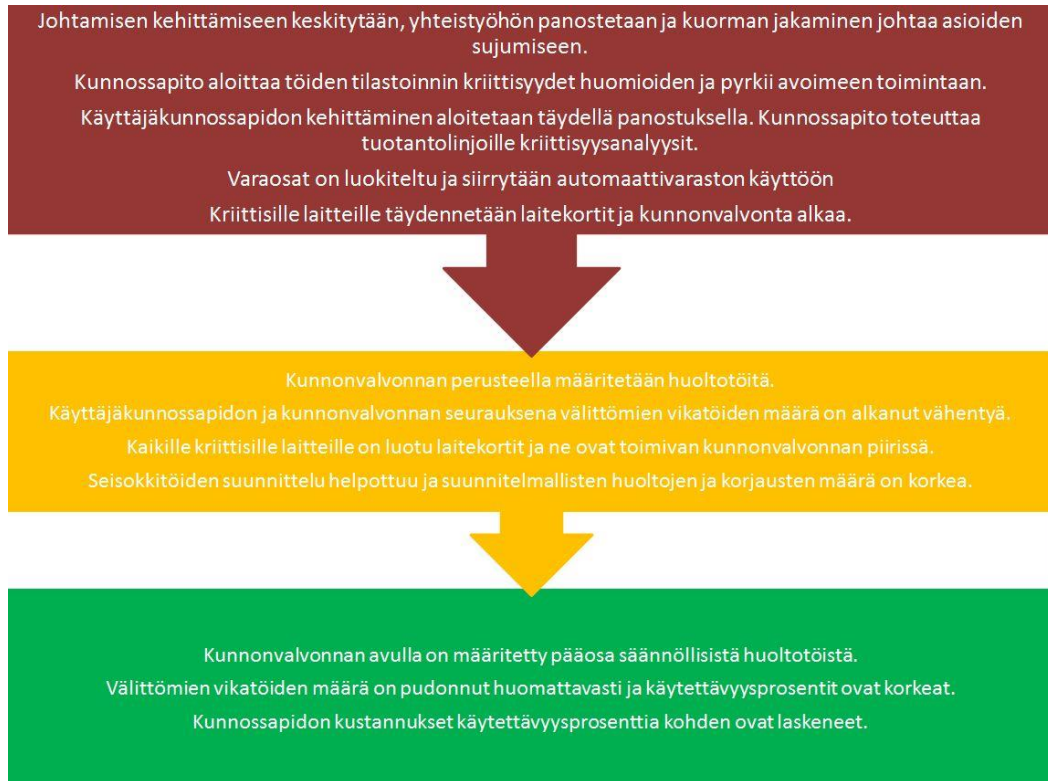 Johtamisen kehittämiseen keskitytään, yhteistyöhön panostetaan ja kuorman jakaminen johtaa asioiden
sujumiseen.
Kunnossapito aloittaa töiden tilastoinnin kriittisyydet huomioiden ja pyrkii avoimeen toimintaan.
Käyttäjäkunnossapidon kehittäminen aloitetaan täydellä panostuksella. Kunnossapito toteuttaa
tuotantolinjoille kriittisyysanalyysit.
Varaosat on luokiteltu ja siirrytään automaattivaraston käyttöön
Kriittisille laitteille täydennetään laitekortit ja kunnonvalvonta alkaa.
Kunnonvalvonnan perusteella määritetään huoltotöitä.
Käyttäjäkunnossapidon ja kunnonvalvonnan seurauksena välittömien vikatöiden määrä on alkanut vähentyä.
Kaikille kriittisille laitteille on luotu laitekortit ja ne ovat toimivan kunnonvalvonnan piirissä.
Seisokkitöiden suunnittelu helpottuu ja suunnitelmallisten huoltojen ja korjausten määrä on korkea.
Kunnonvalvonnan avulla on määritetty pääosa säännöllisistä huoltotöistä.
Välittömien vikatöiden määrä on pudonnut huomattavasti ja käytettävyysprosentit ovat korkeat.
Kunnossapidon kustannukset käytettävyysprosenttia kohden ovat laskeneet.